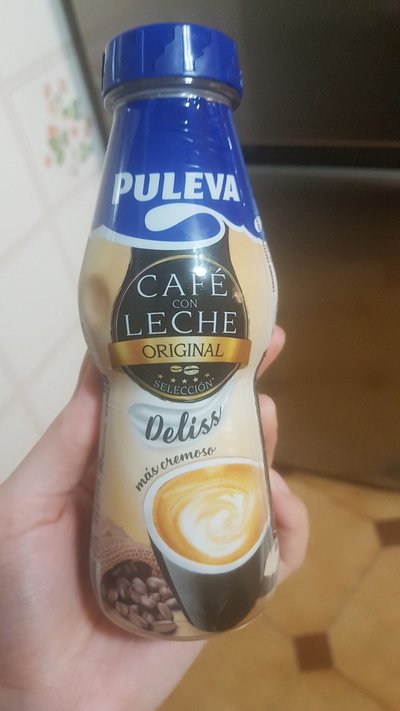 PULEVA
CAFÉ
CON
LECHE
ORIGINAL
SELECCIÓN
Deliss
más cremoso